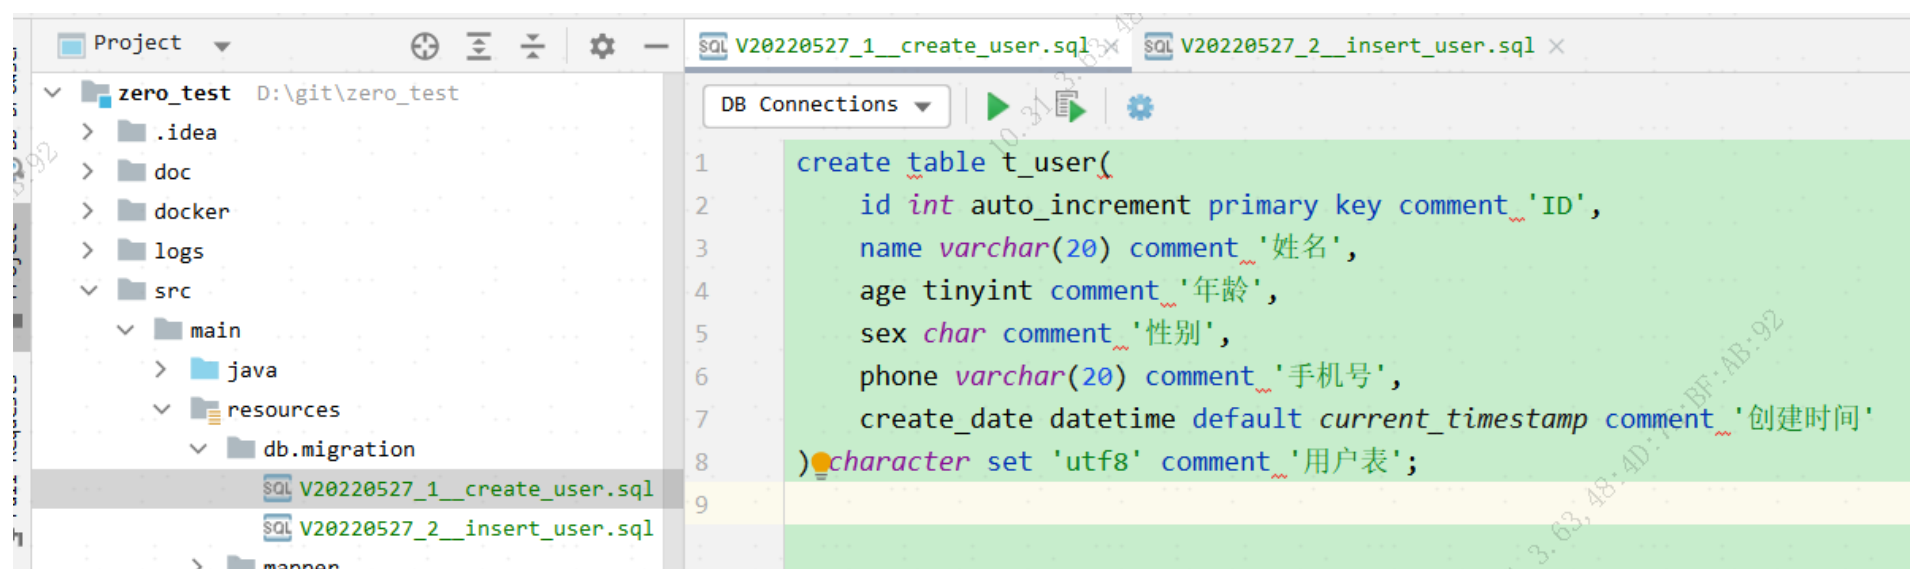 Project
zero_test D:\git\zero_test
.idea
doc
docker
logs
src
main
java
resources
db.migration
V20220527_1__create_user.sql
V20220527_2__insert_user.sql
mapper
V20220527_1__create_user.sql
V20220527_2__insert_user.sql
DB Connections
1 create table t_user(
2 id int auto_increment primary key comment 'ID',
3 name varchar(20) comment '姓名',
4 age tinyint comment '年龄',
5 sex char comment '性别',
6 phone varchar(20) comment '手机号',
7 create_date datetime default current_timestamp comment '创建时间'
8 ) character set 'utf8' comment '用户表';
9